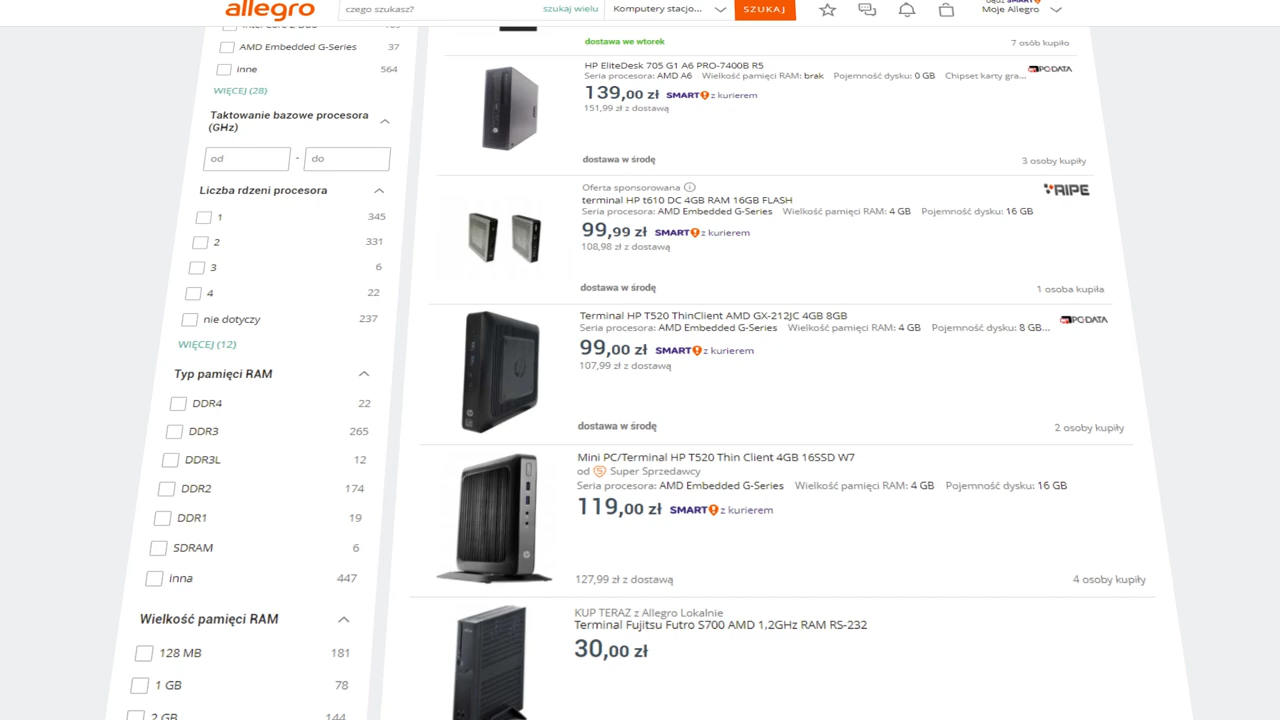 allegro
czego szukasz?
szukaj wielu
Komputery stacjo...
SZUKAJ
Moje Allegro
AMD Embedded G-Series 37
inne 564
WIĘCEJ (28)
Taktowanie bazowe procesora
(GHz)
od - do
Liczba rdzeni procesora
1 345
2 331
3 6
4 22
nie dotyczy 237
WIĘCEJ (12)
Typ pamięci RAM
DDR4 22
DDR3 265
DDR3L 12
DDR2 174
DDR1 19
SDRAM 6
inna 447
Wielkość pamięci RAM
128 MB 181
1 GB 78
2 GB 144
dostawa we wtorek
7 osób kupiło
HP EliteDesk 705 G1 A6 PRO-7400B R5
PC DATA
Seria procesora: AMD A6 Wielkość pamięci RAM: brak Pojemność dysku: 0 GB Chipset karty gra...
139,00 zł SMART! z kurierem
151,99 zł z dostawą
dostawa w środę
3 osoby kupiły
Oferta sponsorowana
RIPE
terminal HP t610 DC 4GB RAM 16GB FLASH
Seria procesora: AMD Embedded G-Series Wielkość pamięci RAM: 4 GB Pojemność dysku: 16 GB
99,99 zł SMART! z kurierem
108,98 zł z dostawą
dostawa w środę
1 osoba kupiła
Terminal HP T520 ThinClient AMD GX-212JC 4GB 8GB
PC DATA
Seria procesora: AMD Embedded G-Series Wielkość pamięci RAM: 4 GB Pojemność dysku: 8 GB...
99,00 zł SMART! z kurierem
107,99 zł z dostawą
dostawa w środę
2 osoby kupiły
Mini PC/Terminal HP T520 Thin Client 4GB 16SSD W7
od Super Sprzedawcy
Seria procesora: AMD Embedded G-Series Wielkość pamięci RAM: 4 GB Pojemność dysku: 16 GB
119,00 zł SMART! z kurierem
127,99 zł z dostawą
4 osoby kupiły
KUP TERAZ z Allegro Lokalnie
Terminal Fujitsu Futro S700 AMD 1,2GHz RAM RS-232
30,00 zł